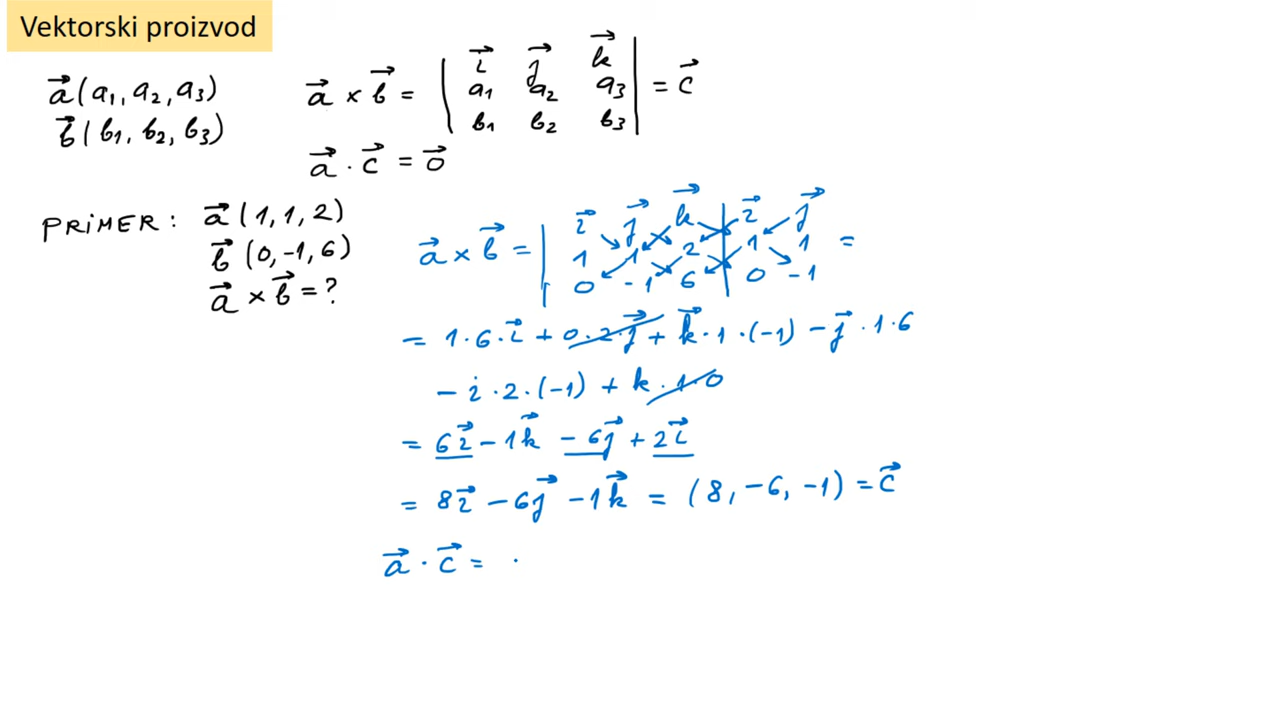 Vektorski proizvod
a⃗(a₁, a₂, a₃)
b⃗(b₁, b₂, b₃)
a⃗ × b⃗ = | i⃗ j⃗ k⃗ | = c⃗
a₁ a₂ a₃
b₁ b₂ b₃
a⃗ · c⃗ = 0⃗
PRIMER: a⃗ (1, 1, 2)
b⃗ (0, -1, 6)
a⃗ × b⃗ = ?
a⃗ × b⃗ = | i⃗ j⃗ k⃗ | i⃗ j⃗ =
1 1 2 1 1
0 -1 6 0 -1
= 1·6·i⃗ + 0·2·j⃗ + k⃗·1·(-1) - j⃗·1·6
- i·2·(-1) + k·1·0
= 6i⃗ - 1k⃗ - 6j⃗ + 2i⃗
= 8i⃗ - 6j⃗ - 1k⃗ = (8, -6, -1) = c⃗
a⃗ · c⃗ = ·